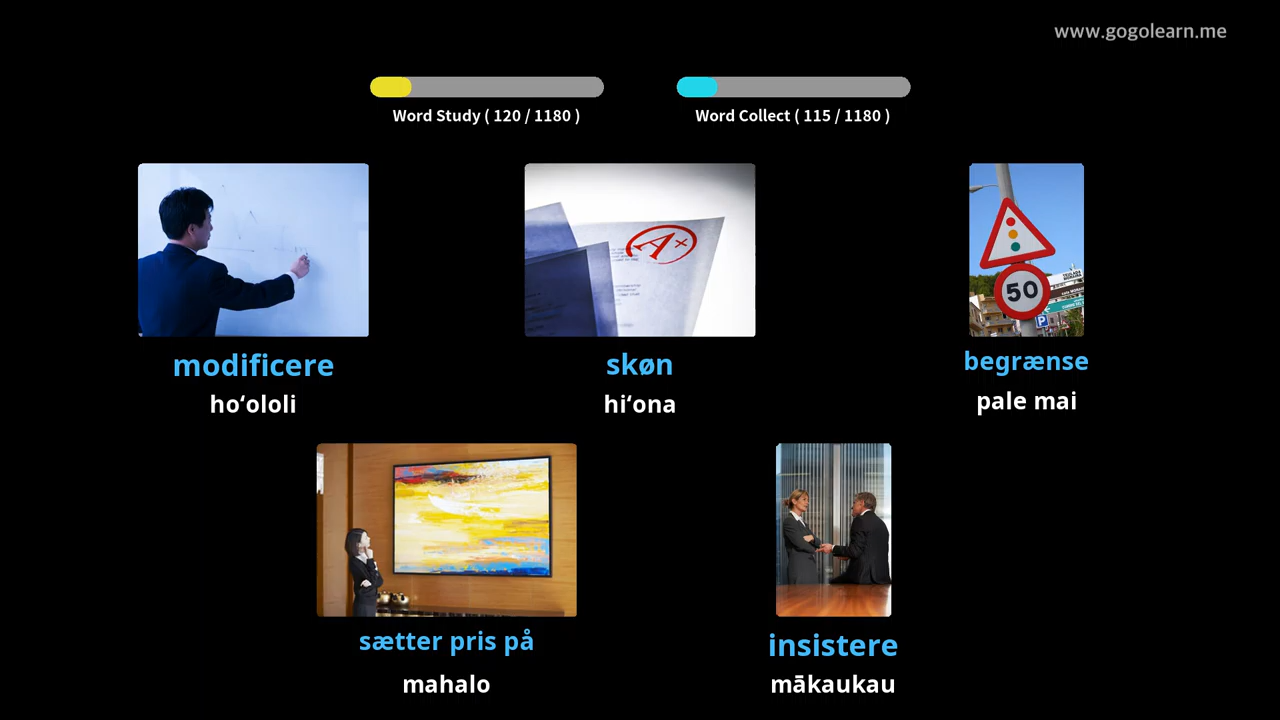 www.gogolearn.me
Word Study ( 120 / 1180 )
Word Collect ( 115 / 1180 )
A+
50
P
modificere
hoʻololi
skøn
hiʻona
begrænse
pale mai
sætter pris på
mahalo
insistere
mākaukau